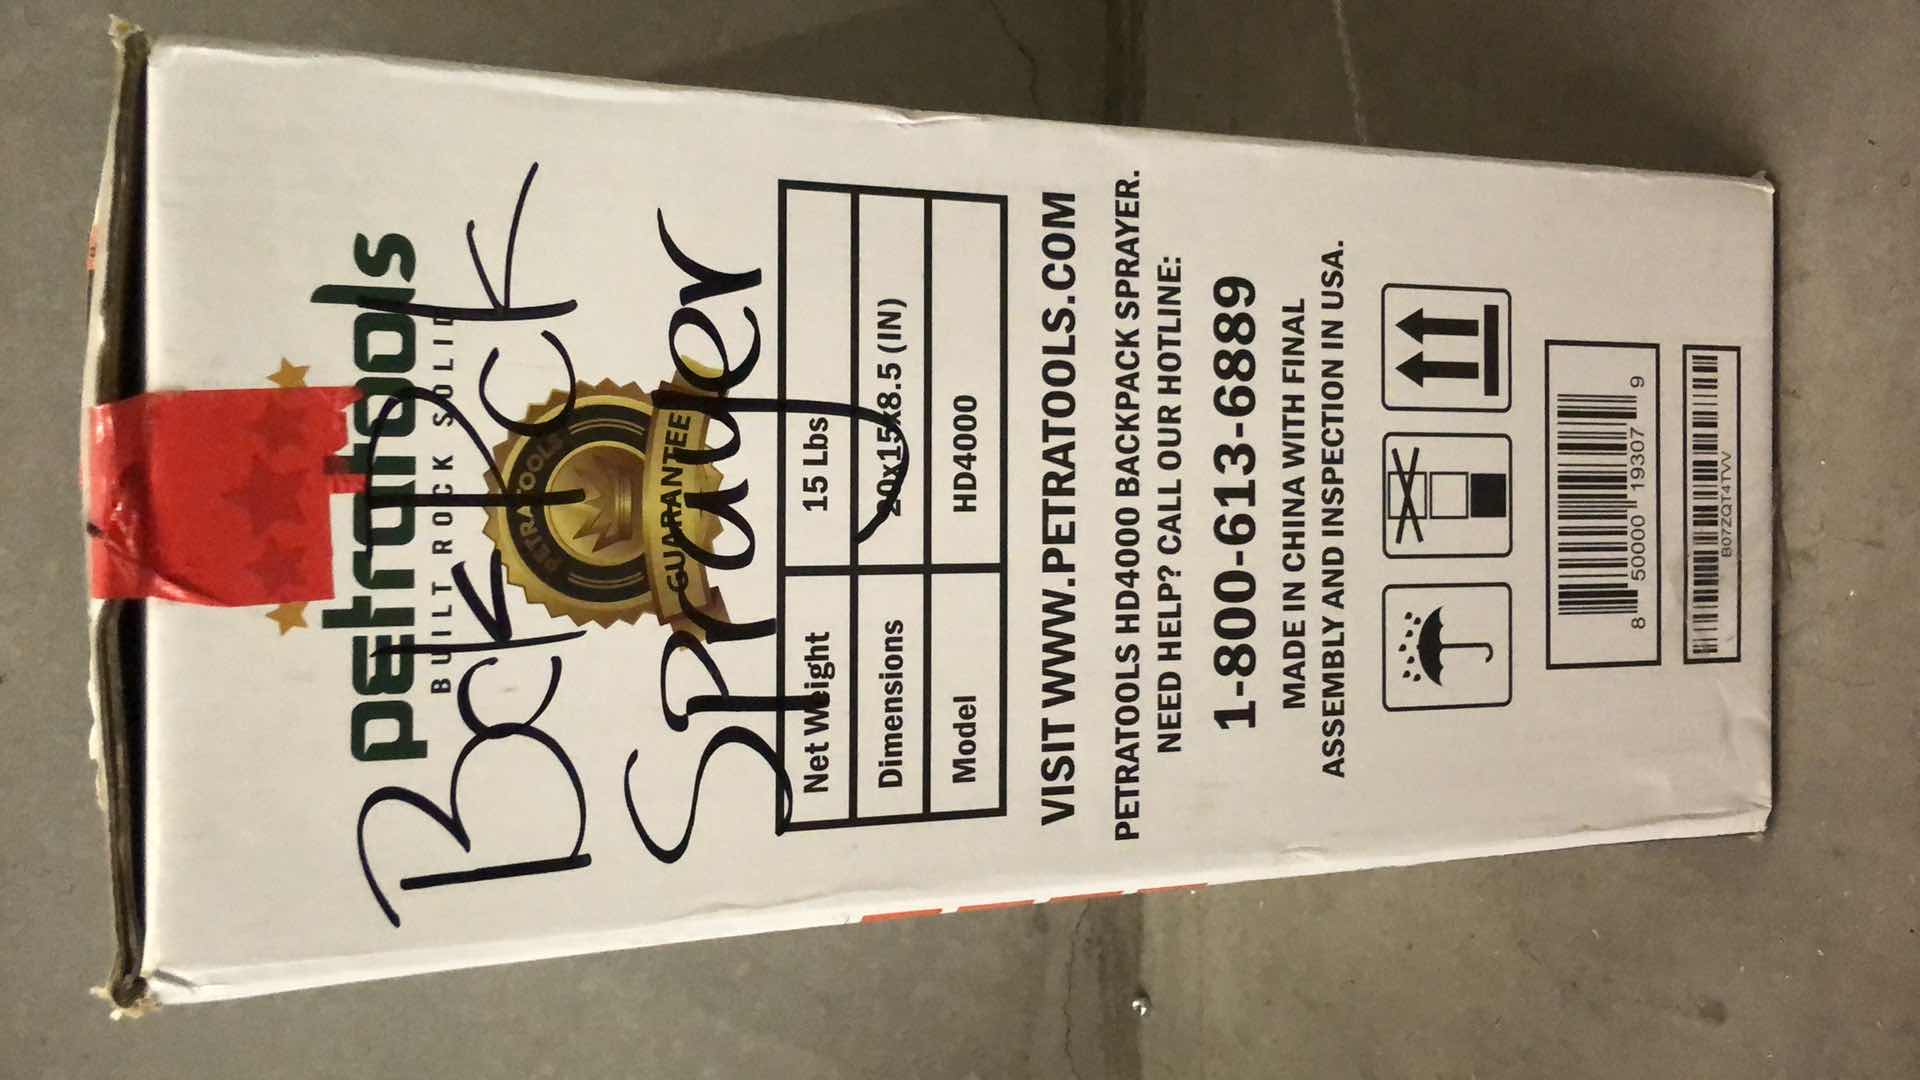 petratools
BUILT ROCK SOLID
Back Pack
Sprayer
PETRATOOLS
GUARANTEE
Net Weight 15 Lbs
Dimensions 20x15x8.5 (IN)
Model HD4000
VISIT WWW.PETRATOOLS.COM
PETRATOOLS HD4000 BACKPACK SPRAYER.
NEED HELP? CALL OUR HOTLINE:
1-800-613-6889
MADE IN CHINA WITH FINAL
ASSEMBLY AND INSPECTION IN USA.
8 50000 19307 9
B07ZQT4TVV